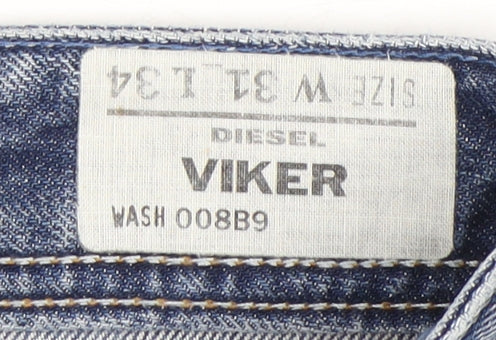 SIZE W 31 L 34
DIESEL
VIKER
WASH 008B9